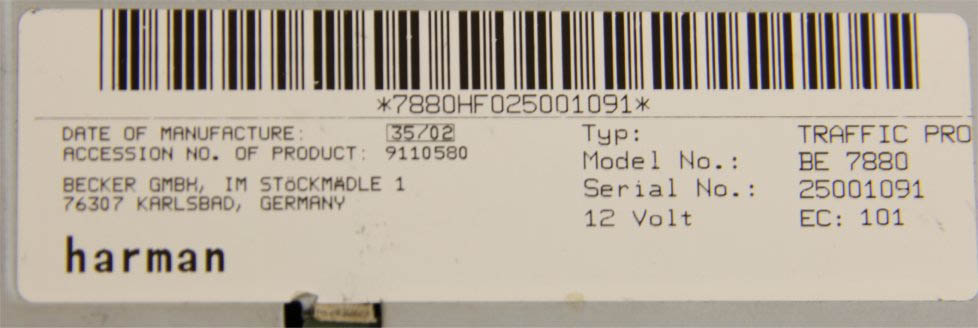 *7880HF025001091*
DATE OF MANUFACTURE: 35/02
ACCESSION NO. OF PRODUCT: 9110580
BECKER GMBH, IM STöCKMADLE 1
76307 KARLSBAD, GERMANY
harman
Typ: TRAFFIC PRO
Model No.: BE 7880
Serial No.: 25001091
12 Volt EC: 101